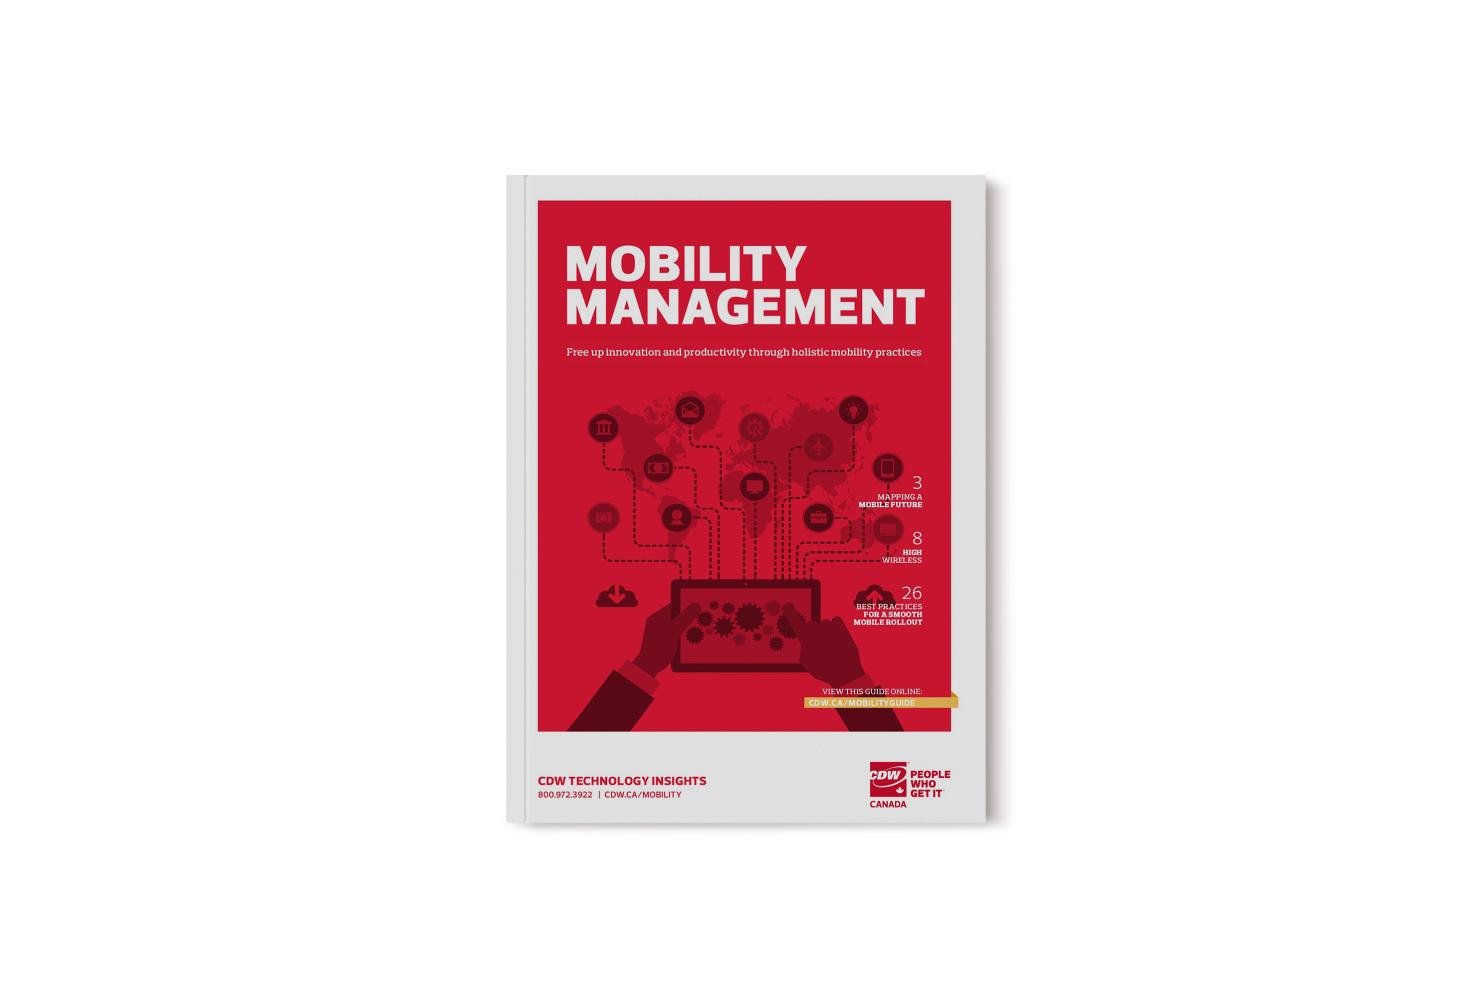 MOBILITY
MANAGEMENT
Free up innovation and productivity through holistic mobility practices
3
MAPPING A
MOBILE FUTURE
8
HIGH
WIRELESS
26
BEST PRACTICES
FOR A SMOOTH
MOBILE ROLLOUT
VIEW THIS GUIDE ONLINE:
CDW.CA/MOBILITYGUIDE
CDW TECHNOLOGY INSIGHTS
800.972.3922 | CDW.CA/MOBILITY
CDW
CANADA
PEOPLE
WHO
GET IT